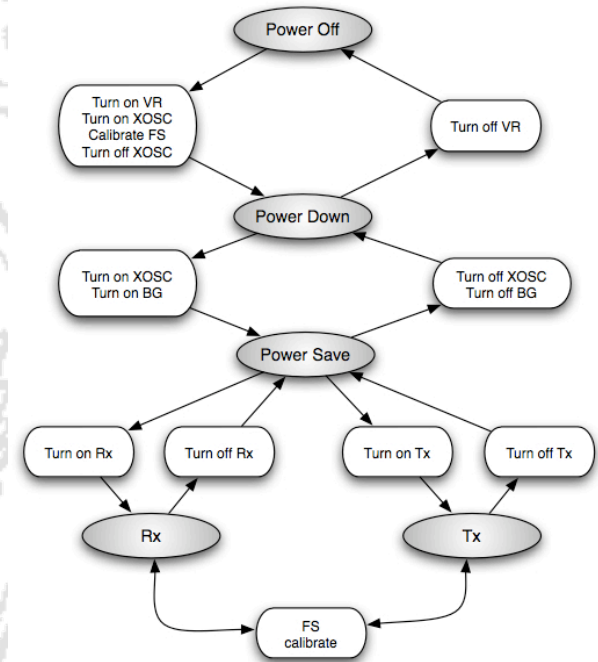 Power Off
Turn on VR
Turn on XOSC
Calibrate FS
Turn off XOSC
Turn off VR
Power Down
Turn on XOSC
Turn on BG
Turn off XOSC
Turn off BG
Power Save
Turn on Rx
Turn off Rx
Turn on Tx
Turn off Tx
Rx
Tx
FS
calibrate